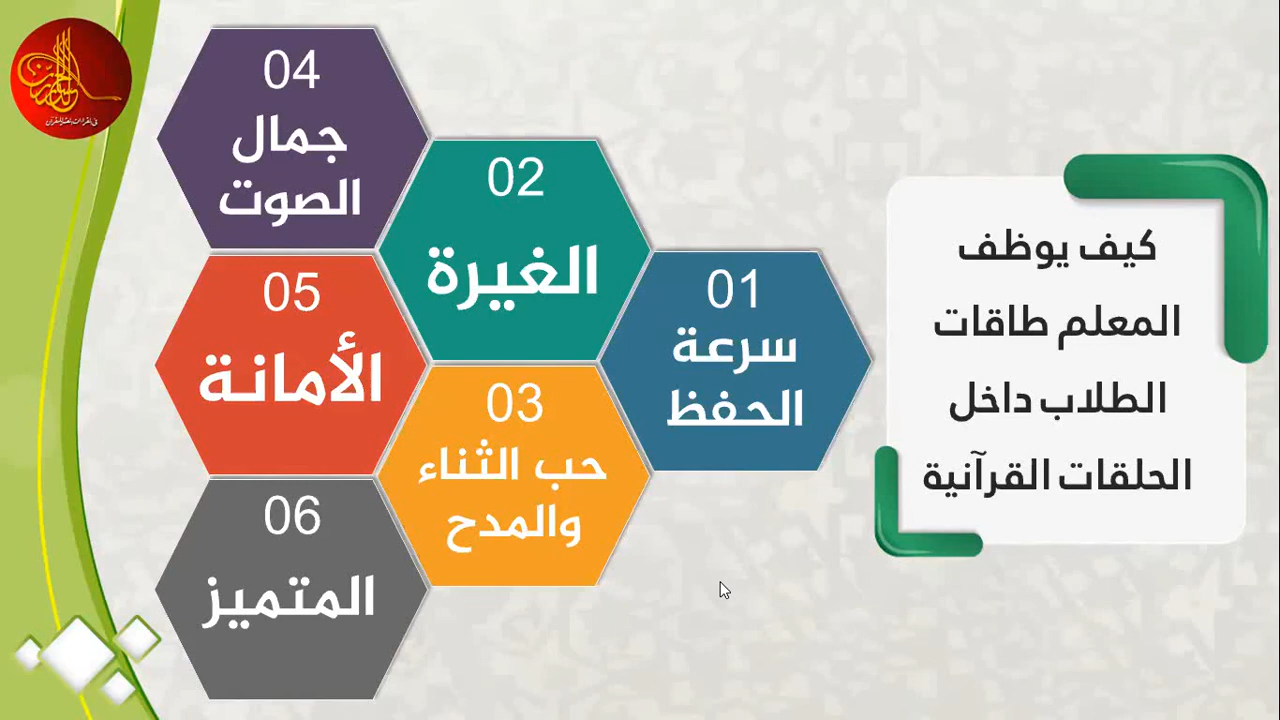 كيف يوظف
المعلم طاقات
الطلاب داخل
الحلقات القرآنية
01
سرعة
الحفظ
02
الغيرة
03
حب الثناء
والمدح
04
جمال
الصوت
05
الأمانة
06
المتميز